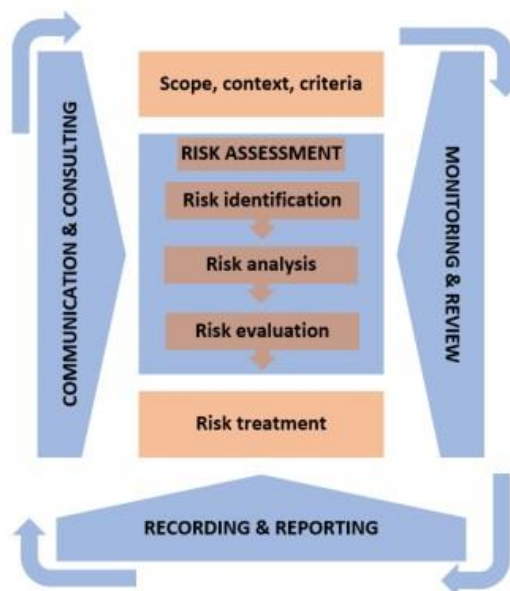 Scope, context, criteria
RISK ASSESSMENT
Risk identification
Risk analysis
Risk evaluation
Risk treatment
COMMUNICATION & CONSULTING
MONITORING & REVIEW
RECORDING & REPORTING